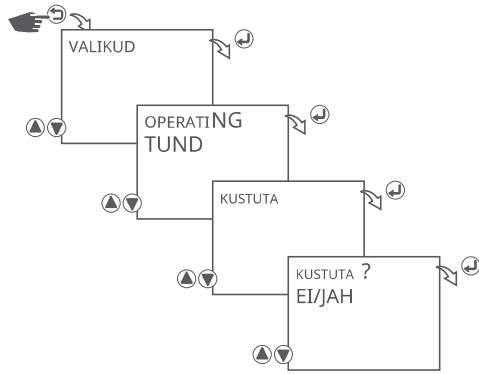 VALIKUD
OPERATING
TUND
KUSTUTA
KUSTUTA ?
EI/JAH